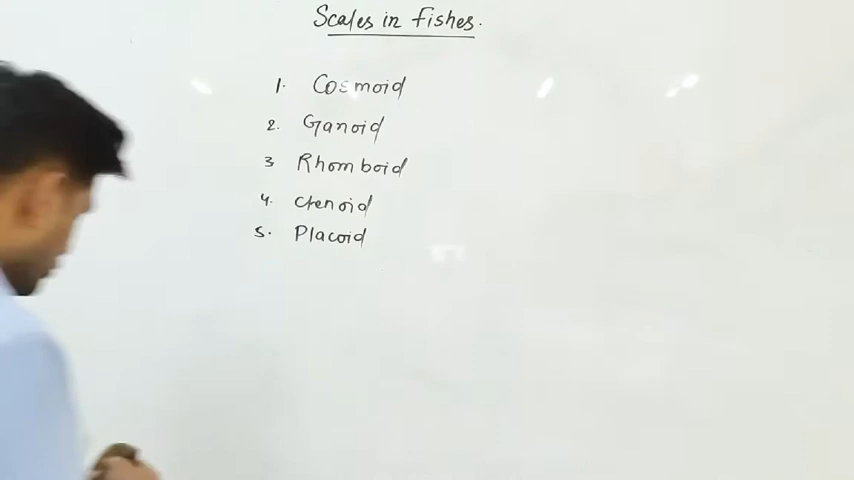 Scales in fishes.
1. Cosmoid
2. Ganoid
3 Rhomboid
4. Ctenoid
5. Placoid